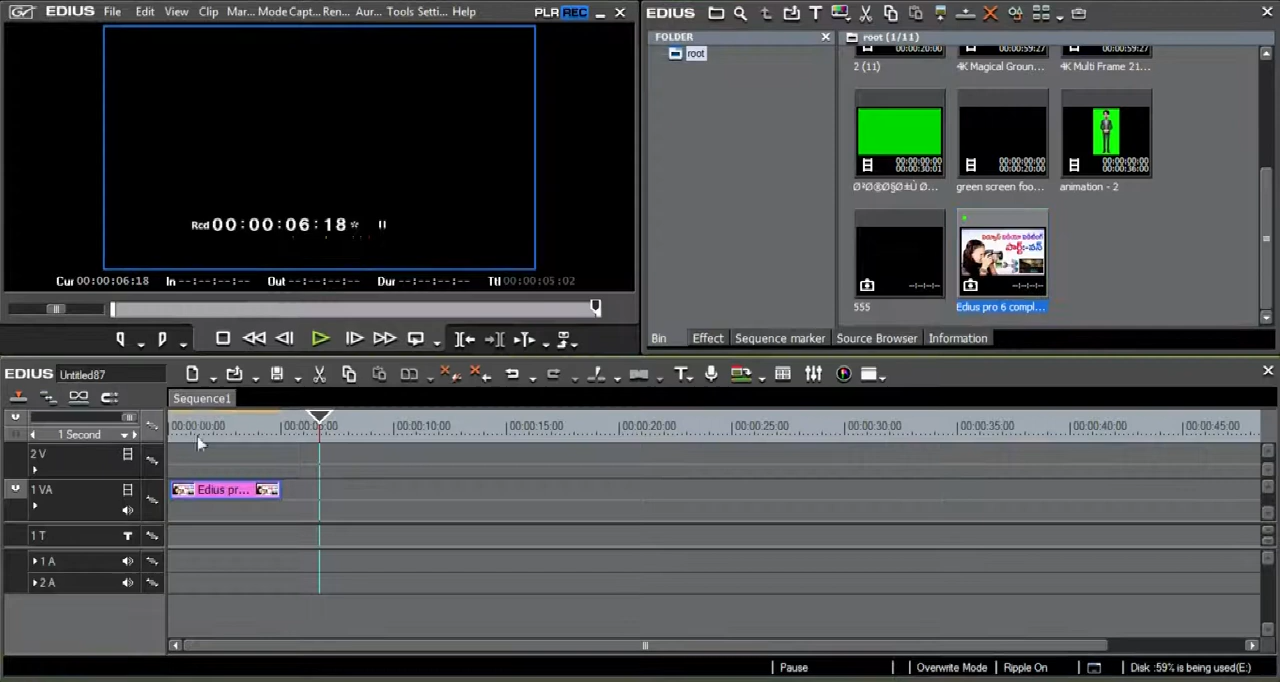 EDIUS File Edit View Clip Mar... Mode Capt... Ren... Aur... Tools Setti... Help PLR REC
Rcd 00:00:06:18* II
Cur 00:00:06:18 In --:--:--:-- Out --:--:--:-- Dur --:--:--:-- Ttl 00:00:05:02
EDIUS
FOLDER
root
root (1/11)
00:00:20:00 00:00:59:27 00:00:59:27
2 (11) 4K Magical Groun... 4K Multi Frame 21...
00:00:00:00 00:00:00:00 00:00:00:00
00:00:30:01 00:00:20:00 00:00:36:00
green screen foo... animation - 2
--:--:--:-- --:--:--:--
555 Edius pro 6 compl...
Bin Effect Sequence marker Source Browser Information
EDIUS Untitled87
Sequence1
1 Second
00:00:00:00 00:00:10:00 00:00:15:00 00:00:20:00 00:00:25:00 00:00:30:00 00:00:35:00 00:00:40:00 00:00:45:00
2 V
1 VA
Edius pr...
1 T
1 A
2 A
Pause Overwrite Mode Ripple On Disk :59% is being used(E:)